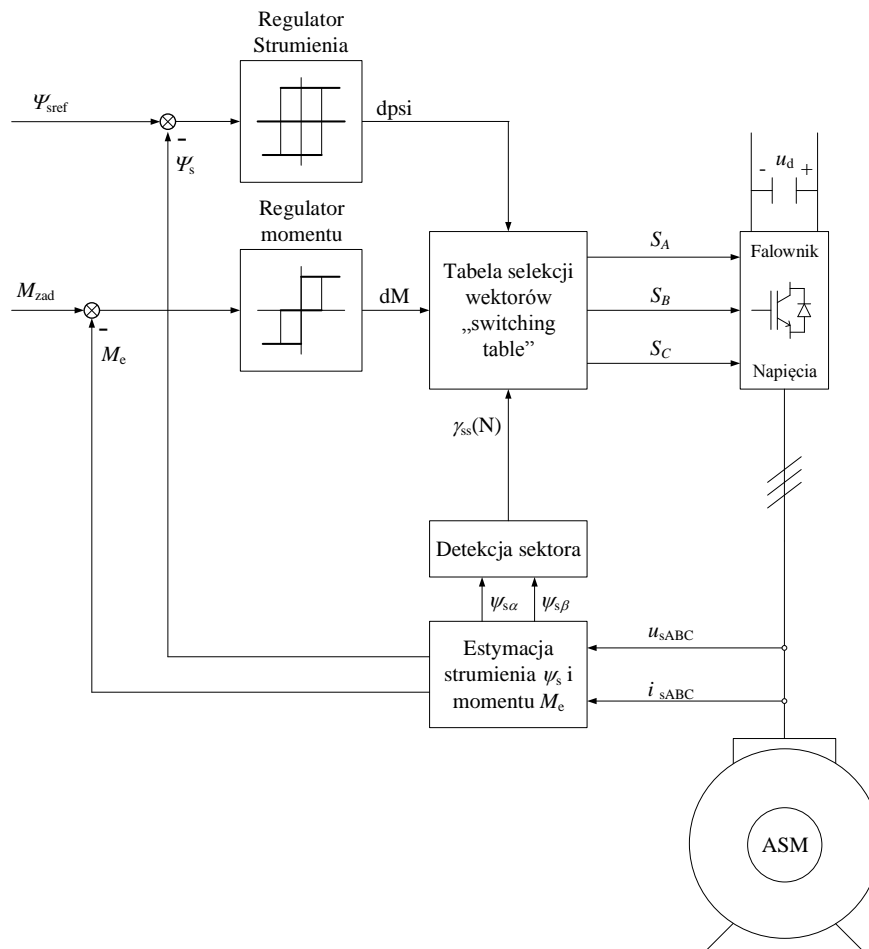 Regulator
Strumienia
Ψsref
-
Ψs
dpsi
Regulator
momentu
Mzad
-
Me
dM
Tabela selekcji
wektorów
„switching
table”
SA
SB
SC
- ud +
Falownik
Napięcia
γss(N)
Detekcja sektora
ψsα ψsβ
Estymacja
strumienia ψs i
momentu Me
usABC
i sABC
ASM